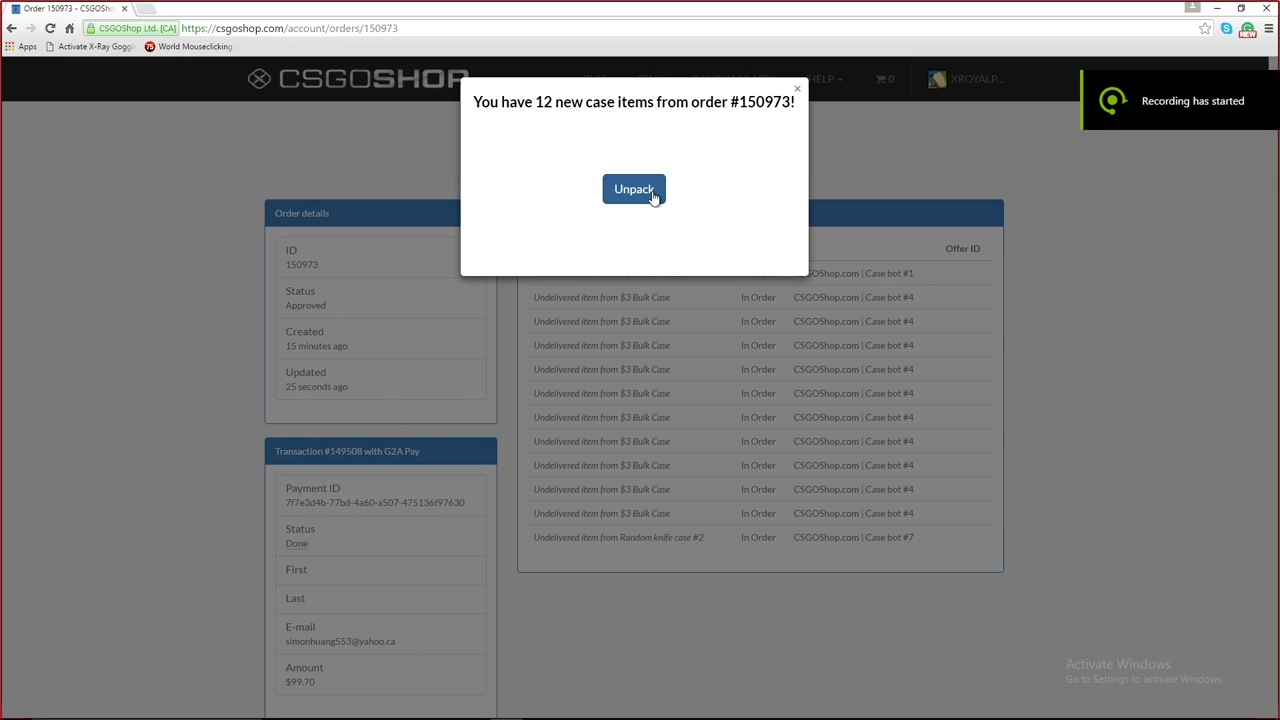 Order 150973 - CSGOSh
CSGOShop Ltd. [CA]
https://csgoshop.com/account/orders/150973
Apps
Activate X-Ray Goggl
75
World Mouseclicking
NEW
CSGOSHOP
HELP
0
XROYALP...
Recording has started
×
You have 12 new case items from order #150973!
Unpack
Order details
ID
150973
Status
Approved
Created
15 minutes ago
Updated
25 seconds ago
Transaction #149508 with G2A Pay
Payment ID
7f7e3d4b-77bd-4a60-a507-475136f97630
Status
Done
First
Last
E-mail
simonhuang553@yahoo.ca
Amount
$99.70
Offer ID
CSGOShop.com | Case bot #1
Undelivered item from $3 Bulk Case In Order CSGOShop.com | Case bot #4
Undelivered item from $3 Bulk Case In Order CSGOShop.com | Case bot #4
Undelivered item from $3 Bulk Case In Order CSGOShop.com | Case bot #4
Undelivered item from $3 Bulk Case In Order CSGOShop.com | Case bot #4
Undelivered item from $3 Bulk Case In Order CSGOShop.com | Case bot #4
Undelivered item from $3 Bulk Case In Order CSGOShop.com | Case bot #4
Undelivered item from $3 Bulk Case In Order CSGOShop.com | Case bot #4
Undelivered item from $3 Bulk Case In Order CSGOShop.com | Case bot #4
Undelivered item from $3 Bulk Case In Order CSGOShop.com | Case bot #4
Undelivered item from $3 Bulk Case In Order CSGOShop.com | Case bot #4
Undelivered item from Random knife case #2 In Order CSGOShop.com | Case bot #7
Activate Windows
Go to Settings to activate Windows.